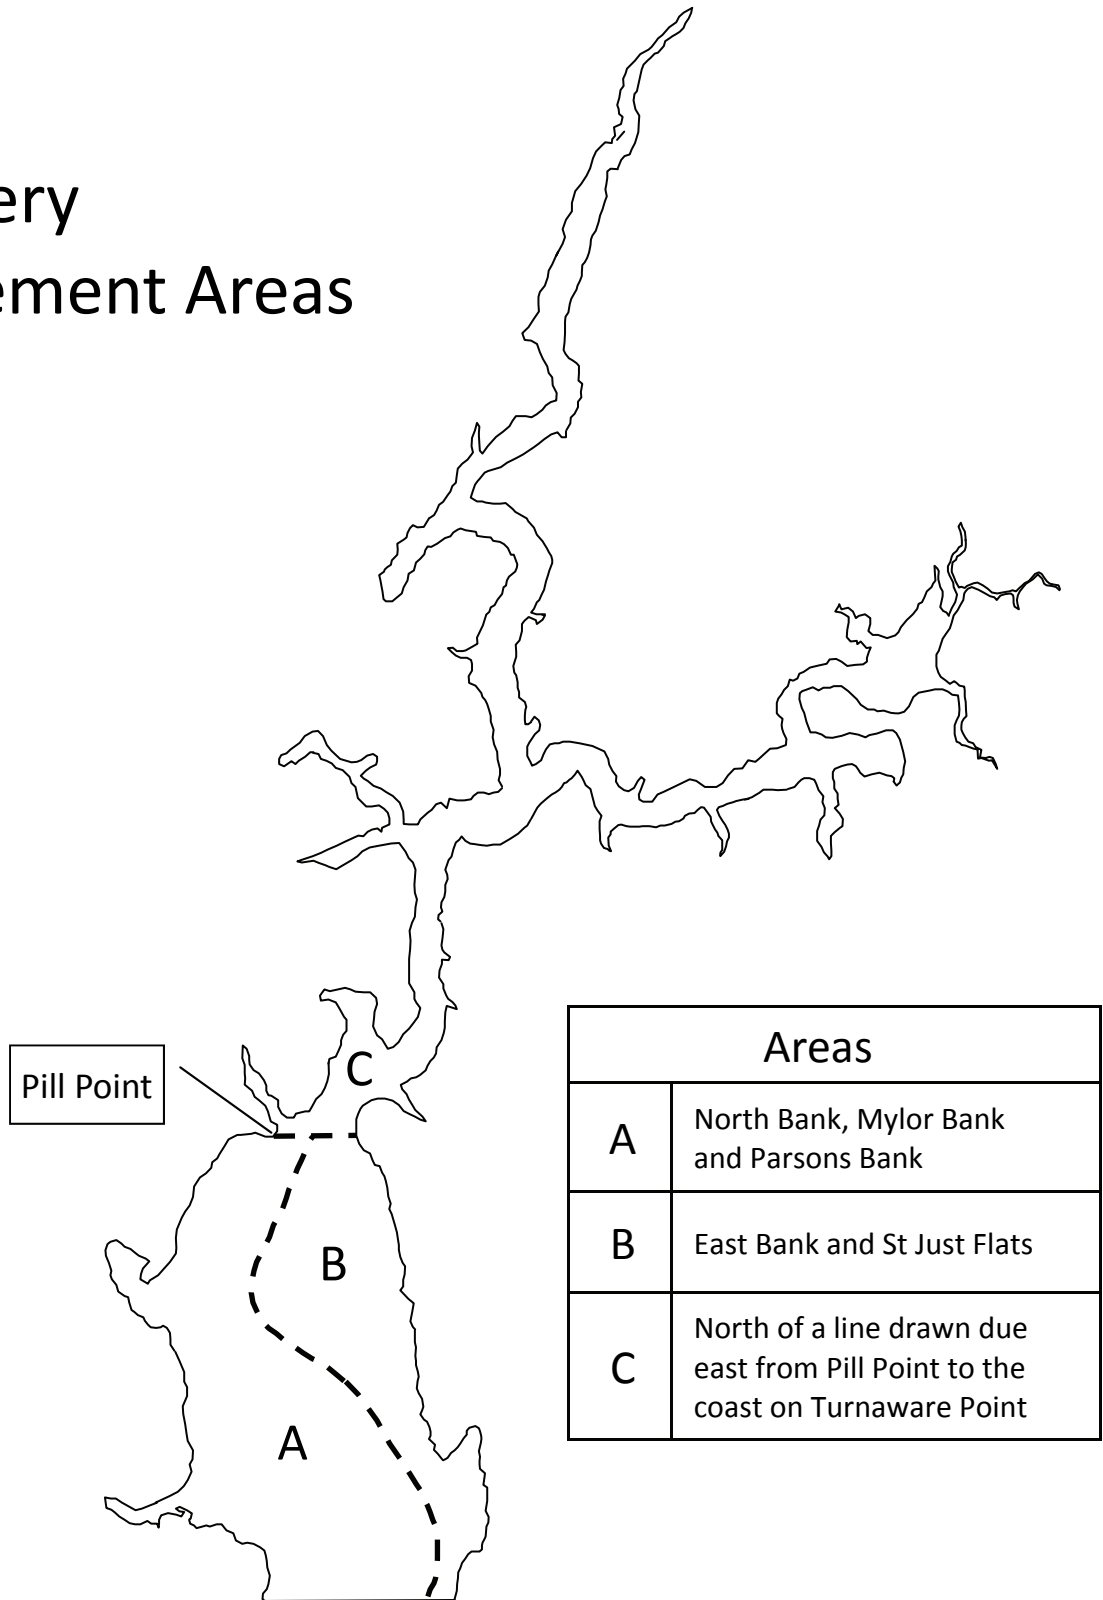 ery
ement Areas
C
Pill Point
B
A
Areas
A
North Bank, Mylor Bank
and Parsons Bank
B
East Bank and St Just Flats
C
North of a line drawn due
east from Pill Point to the
coast on Turnaware Point